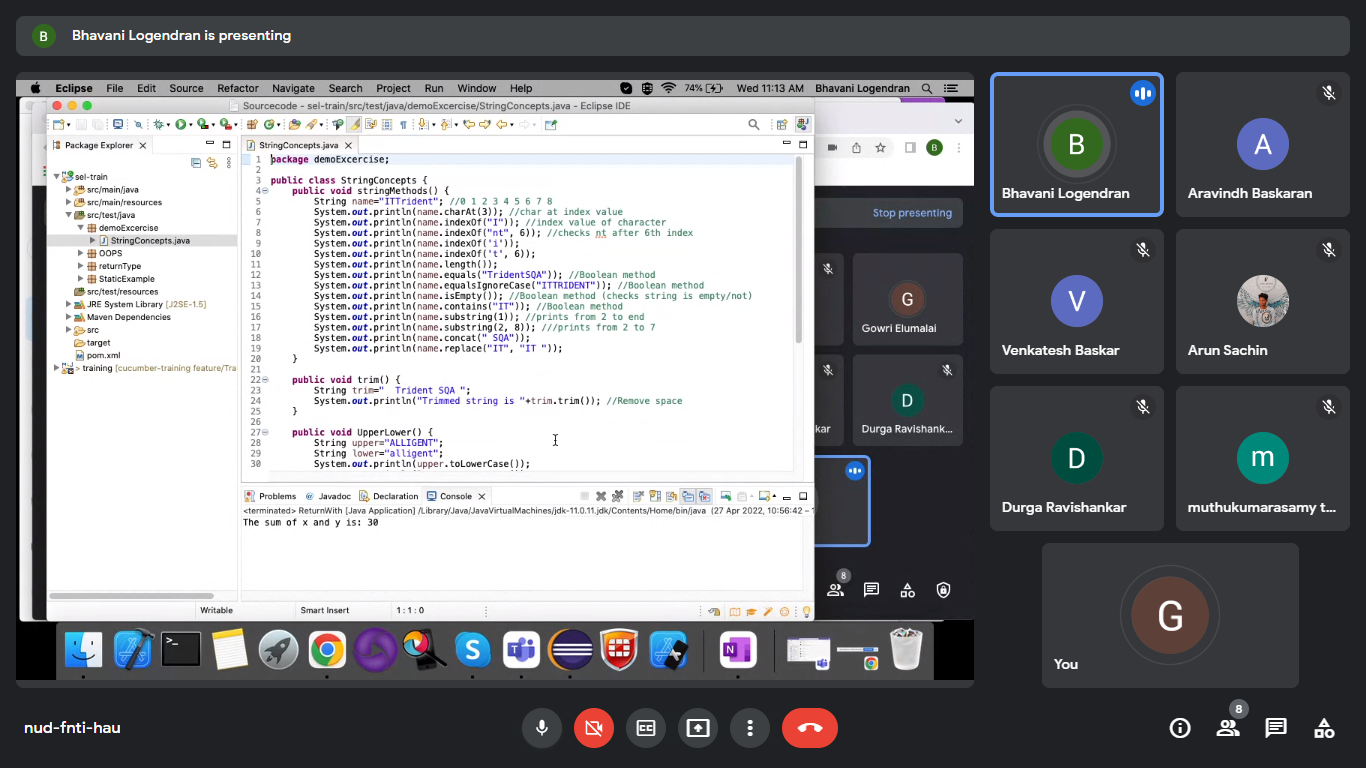 B Bhavani Logendran is presenting
Eclipse File Edit Source Refactor Navigate Search Project Run Window Help 74% Wed 11:13 AM Bhavani Logendran
Sourcecode - sel-train/src/test/java/demoExcercise/StringConcepts.java - Eclipse IDE
Package Explorer
sel-train
src/main/java
src/main/resources
src/test/java
demoExcercise
StringConcepts.java
OOPS
returnType
StaticExample
src/test/resources
JRE System Library [J2SE-1.5]
Maven Dependencies
src
target
pom.xml
> training [cucumber-training feature/Tra
StringConcepts.java
1 package demoExcercise;
2
3 public class StringConcepts {
4 public void stringMethods() {
5 String name="ITTrident"; //0 1 2 3 4 5 6 7 8
6 System.out.println(name.charAt(3)); //char at index value
7 System.out.println(name.indexOf("I")); //index value of character
8 System.out.println(name.indexOf("nt", 6)); //checks nt after 6th index
9 System.out.println(name.indexOf('i'));
10 System.out.println(name.indexOf('t', 6));
11 System.out.println(name.length());
12 System.out.println(name.equals("TridentSQA")); //Boolean method
13 System.out.println(name.equalsIgnoreCase("ITTRIDENT")); //Boolean method
14 System.out.println(name.isEmpty()); //Boolean method (checks string is empty/not)
15 System.out.println(name.contains("IT")); //Boolean method
16 System.out.println(name.substring(1)); //prints from 2 to end
17 System.out.println(name.substring(2, 8)); ///prints from 2 to 7
18 System.out.println(name.concat(" SQA"));
19 System.out.println(name.replace("IT", "IT "));
20 }
21
22 public void trim() {
23 String trim="  Trident SQA ";
24 System.out.println("Trimmed string is "+trim.trim()); //Remove space
25 }
26
27 public void UpperLower() {
28 String upper="ALLIGENT";
29 String lower="alligent";
30 System.out.println(upper.toLowerCase());
Problems Javadoc Declaration Console
<terminated> ReturnWith [Java Application] /Library/Java/JavaVirtualMachines/jdk-11.0.11.jdk/Contents/Home/bin/java (27 Apr 2022, 10:56:42 – 1
The sum of x and y is: 30
Writable Smart Insert 1 : 1 : 0
B
Stop presenting
G
Gowri Elumalai
kar
D
Durga Ravishank...
8
B
Bhavani Logendran
A
Aravindh Baskaran
V
Venkatesh Baskar
Arun Sachin
D
Durga Ravishankar
m
muthukumarasamy t...
G
You
nud-fnti-hau
8